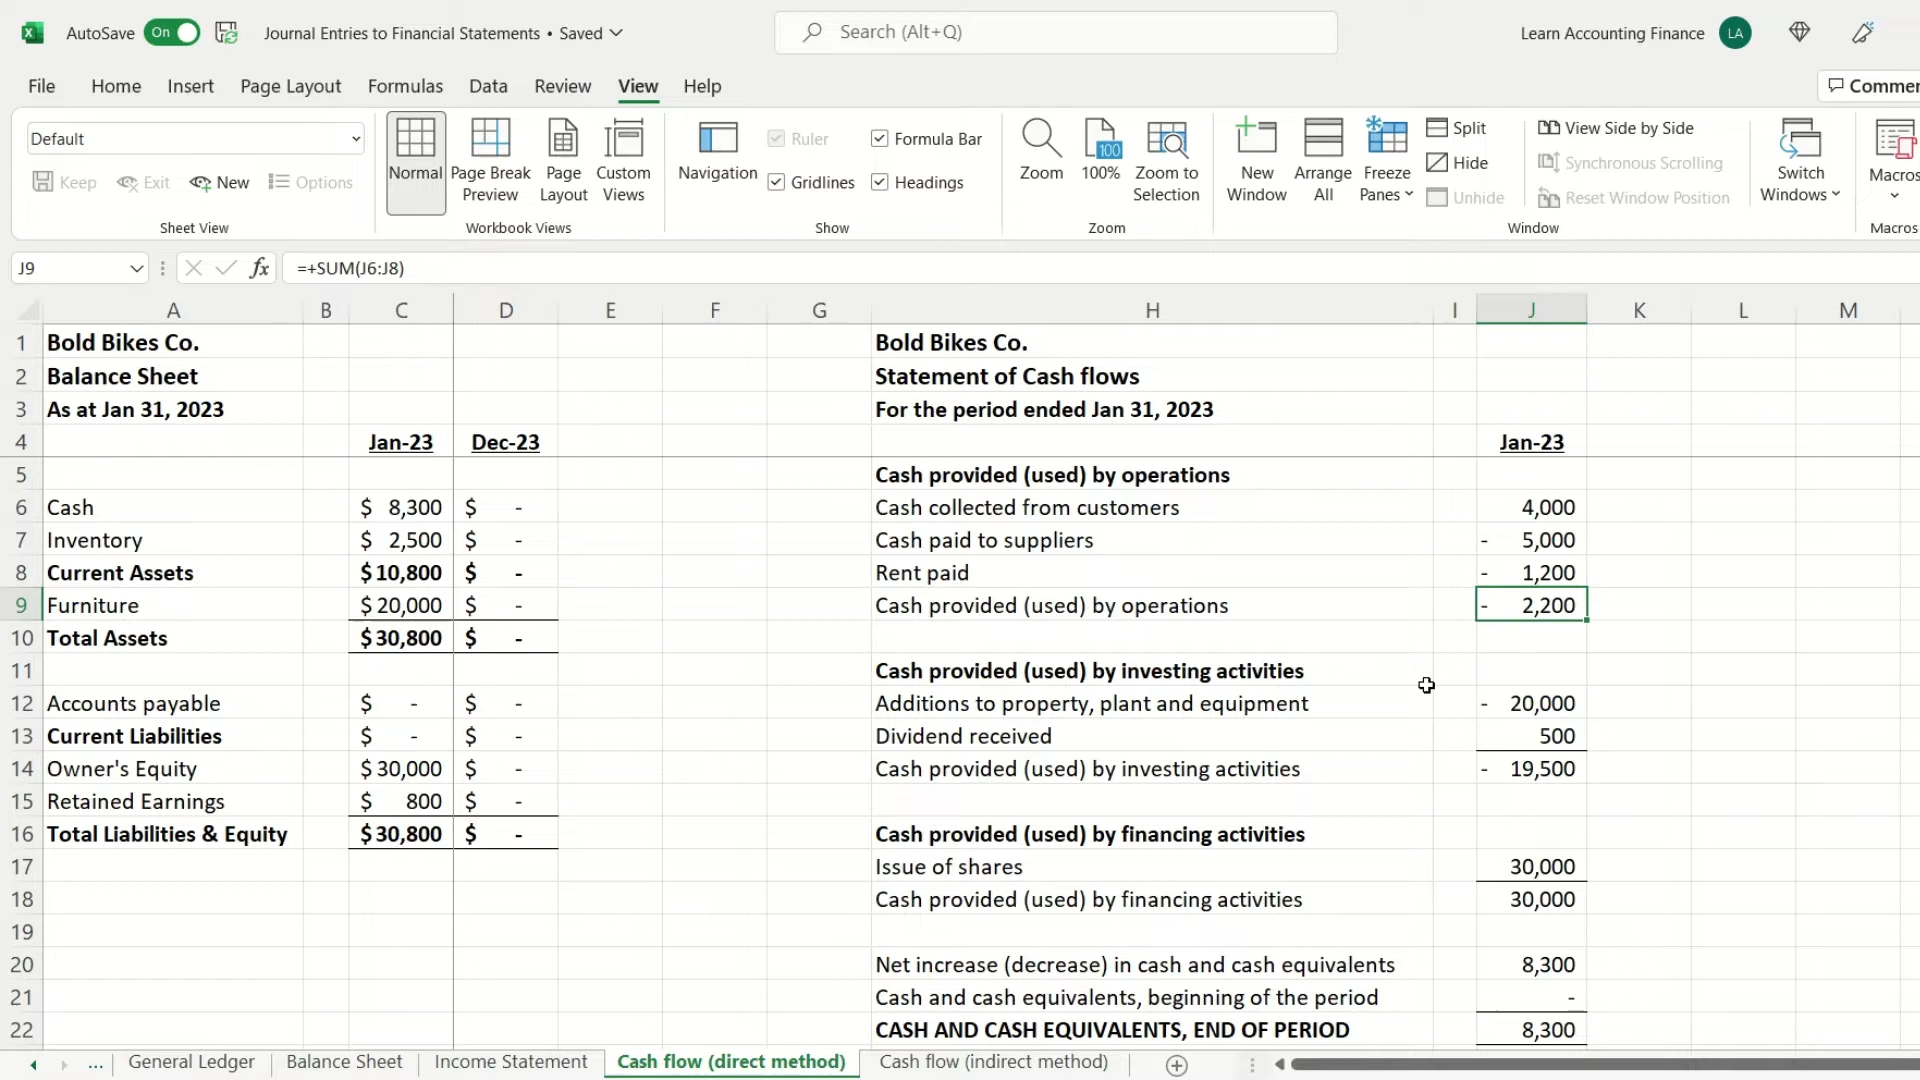 AutoSave On Journal Entries to Financial Statements • Saved Search (Alt+Q) Learn Accounting Finance LA
File Home Insert Page Layout Formulas Data Review View Help Commen
Default
Keep Exit New Options
Sheet View
Normal
Page Break Preview
Page Layout
Custom Views
Workbook Views
Navigation
Ruler Formula Bar
Gridlines Headings
Show
Zoom
100
100%
Zoom to Selection
Zoom
New Window
Arrange All
Freeze Panes
Split
Hide
Unhide
View Side by Side
Synchronous Scrolling
Reset Window Position
Switch Windows
Window
Macros
Macros
J9 fx =+SUM(J6:J8)
A B C D E F G H I J K L M
1 Bold Bikes Co. Bold Bikes Co.
2 Balance Sheet Statement of Cash flows
3 As at Jan 31, 2023 For the period ended Jan 31, 2023
4 Jan-23 Dec-23 Jan-23
5 Cash provided (used) by operations
6 Cash $ 8,300 $ - Cash collected from customers 4,000
7 Inventory $ 2,500 $ - Cash paid to suppliers - 5,000
8 Current Assets $10,800 $ - Rent paid - 1,200
9 Furniture $20,000 $ - Cash provided (used) by operations - 2,200
10 Total Assets $30,800 $ -
11 Cash provided (used) by investing activities
12 Accounts payable $ - $ - Additions to property, plant and equipment - 20,000
13 Current Liabilities $ - $ - Dividend received 500
14 Owner's Equity $30,000 $ - Cash provided (used) by investing activities - 19,500
15 Retained Earnings $ 800 $ -
16 Total Liabilities & Equity $30,800 $ - Cash provided (used) by financing activities
17 Issue of shares 30,000
18 Cash provided (used) by financing activities 30,000
19
20 Net increase (decrease) in cash and cash equivalents 8,300
21 Cash and cash equivalents, beginning of the period -
22 CASH AND CASH EQUIVALENTS, END OF PERIOD 8,300
... General Ledger Balance Sheet Income Statement Cash flow (direct method) Cash flow (indirect method)